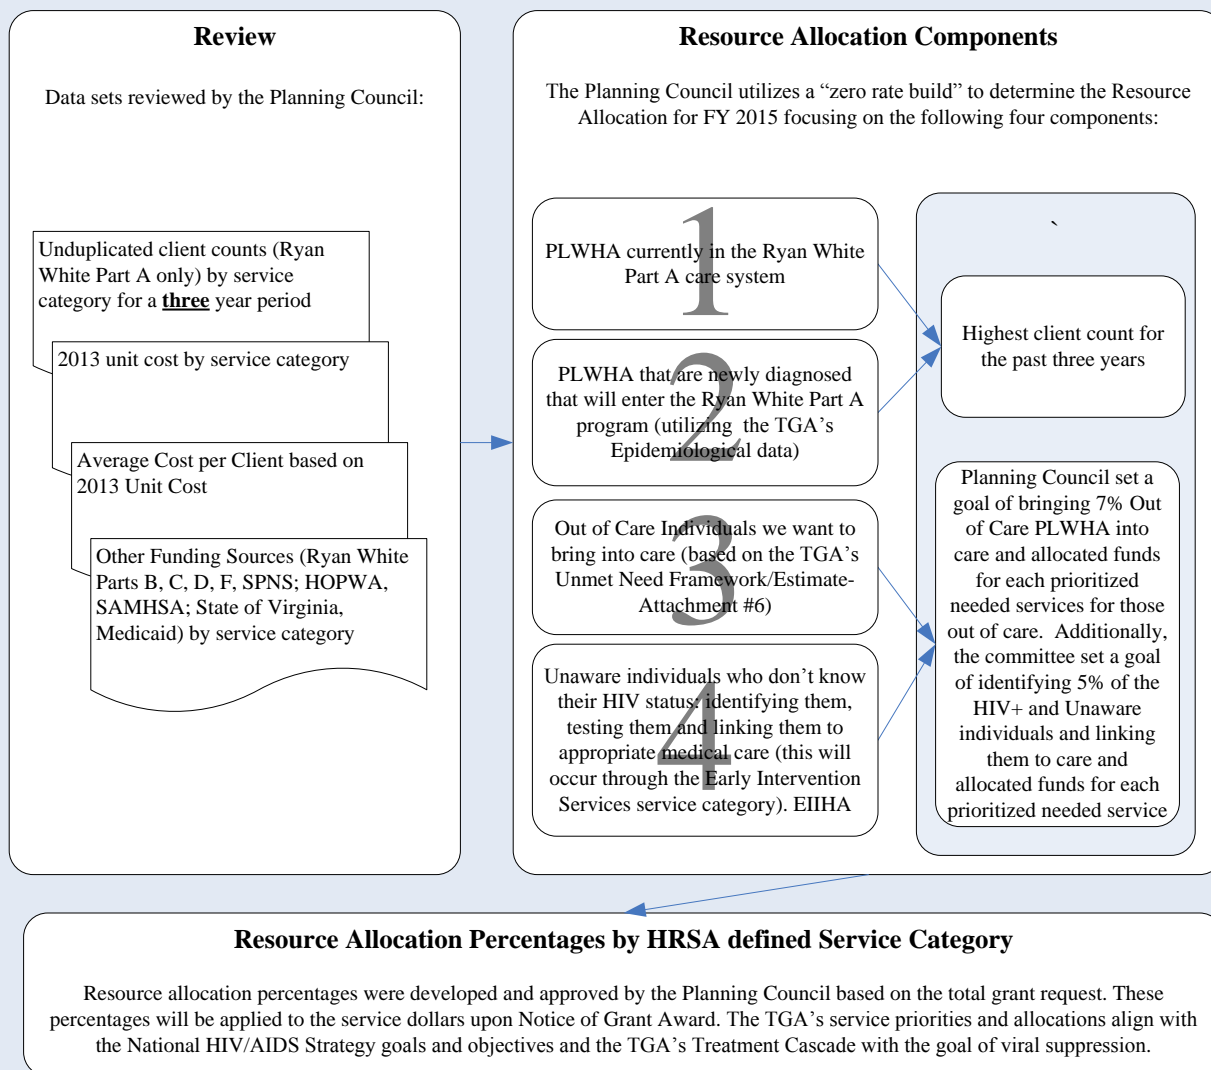 Review
Data sets reviewed by the Planning Council:
Unduplicated client counts (Ryan
White Part A only) by service
category for a three year period
2013 unit cost by service category
Average Cost per Client based on
2013 Unit Cost
Other Funding Sources (Ryan White
Parts B, C, D, F, SPNS; HOPWA,
SAMHSA; State of Virginia,
Medicaid) by service category
Resource Allocation Components
The Planning Council utilizes a “zero rate build” to determine the Resource
Allocation for FY 2015 focusing on the following four components:
1
PLWHA currently in the Ryan White
Part A care system
2
PLWHA that are newly diagnosed
that will enter the Ryan White Part A
program (utilizing the TGA’s
Epidemiological data)
3
Out of Care Individuals we want to
bring into care (based on the TGA’s
Unmet Need Framework/Estimate-
Attachment #6)
4
Unaware individuals who don’t know
their HIV status; identifying them,
testing them and linking them to
appropriate medical care (this will
occur through the Early Intervention
Services service category). EIIHA
`
Highest client count for
the past three years
Planning Council set a
goal of bringing 7% Out
of Care PLWHA into
care and allocated funds
for each prioritized
needed services for those
out of care. Additionally,
the committee set a goal
of identifying 5% of the
HIV+ and Unaware
individuals and linking
them to care and
allocated funds for each
prioritized needed service
Resource Allocation Percentages by HRSA defined Service Category
Resource allocation percentages were developed and approved by the Planning Council based on the total grant request. These
percentages will be applied to the service dollars upon Notice of Grant Award. The TGA’s service priorities and allocations align with
the National HIV/AIDS Strategy goals and objectives and the TGA’s Treatment Cascade with the goal of viral suppression.